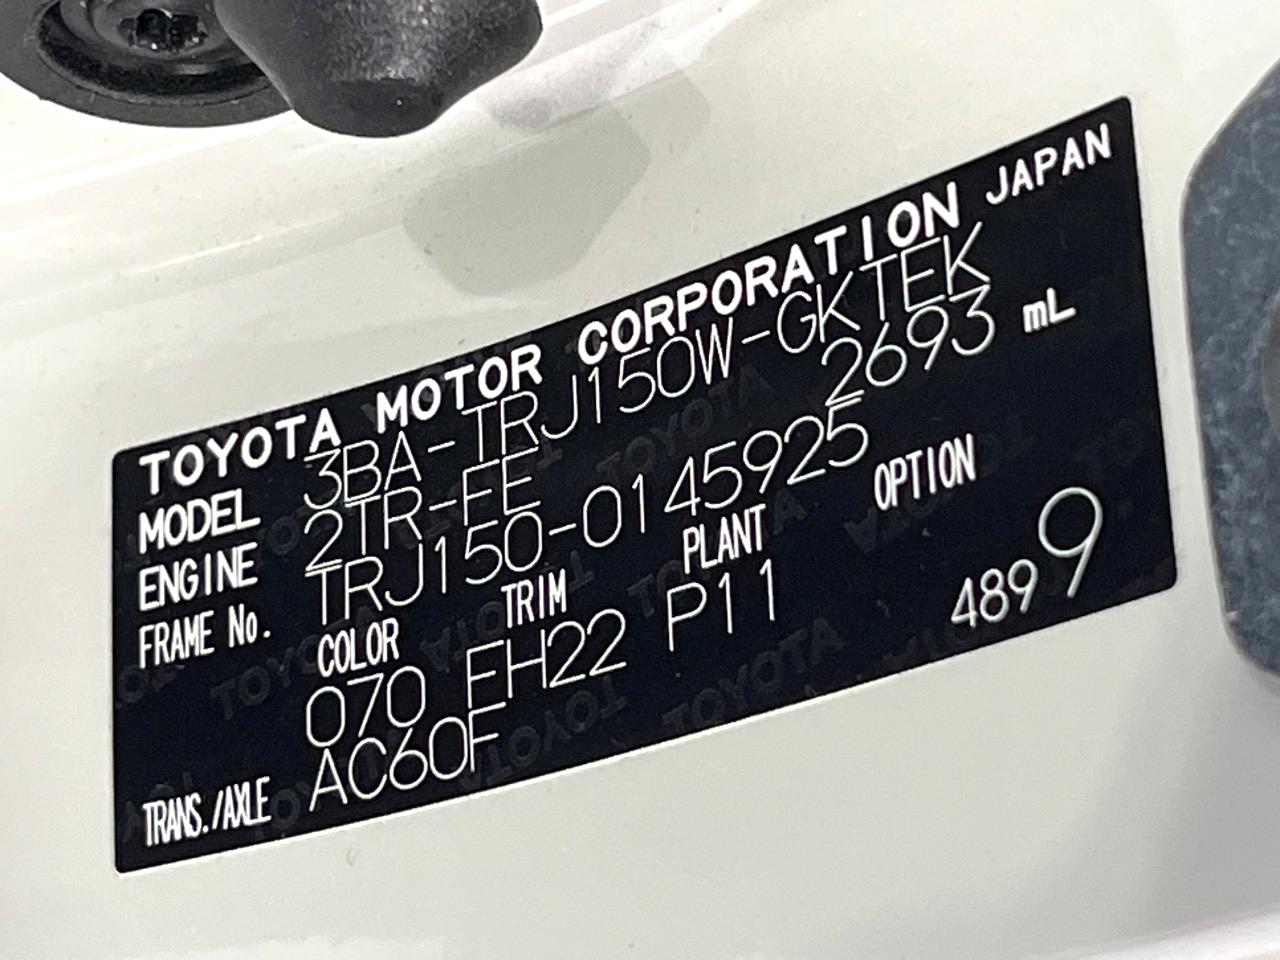 TOYOTA MOTOR CORPORATION JAPAN
MODEL 3BA-TRJ150W-GKTEK
ENGINE 2TR-FE 2693 mL
FRAME No. TRJ150-0145925
COLOR TRIM PLANT OPTION
070 EH22 P11 489 9
TRANS./AXLE AC60F